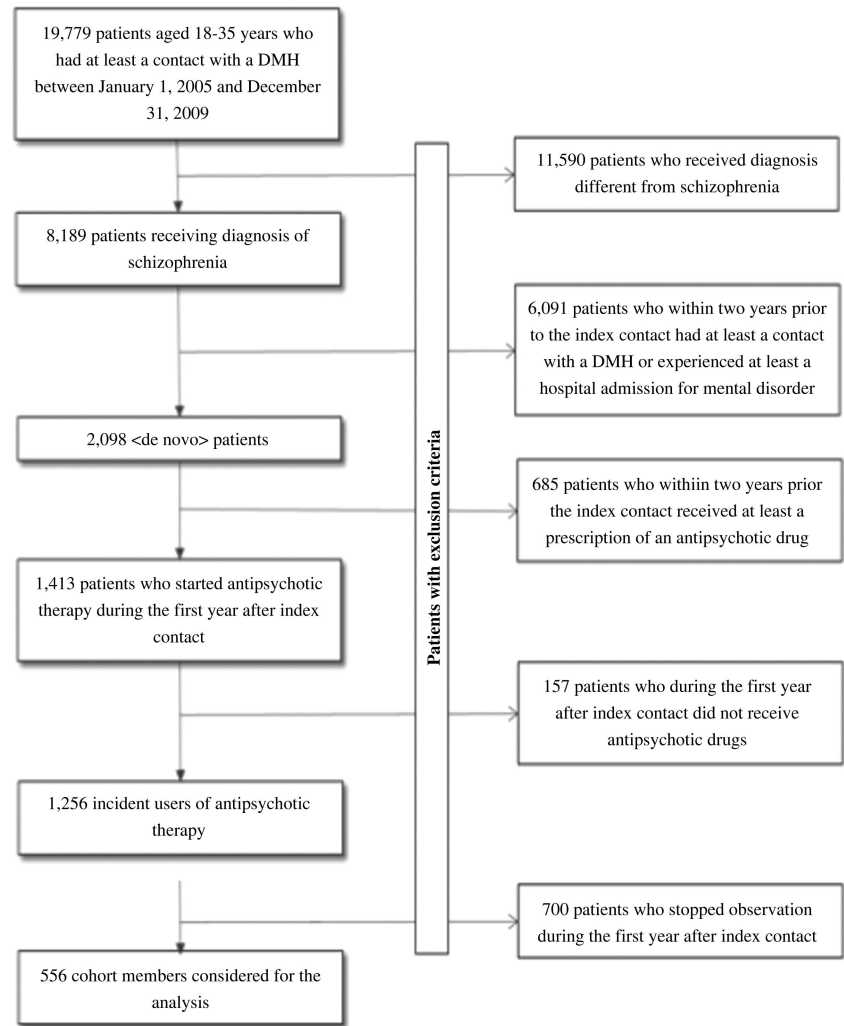 19,779 patients aged 18-35 years who
had at least a contact with a DMH
between January 1, 2005 and December
31, 2009
11,590 patients who received diagnosis
different from schizophrenia
8,189 patients receiving diagnosis of
schizophrenia
6,091 patients who within two years prior
to the index contact had at least a contact
with a DMH or experienced at least a
hospital admission for mental disorder
2,098 <de novo> patients
Patients with exclusion criteria
685 patients who withiin two years prior
the index contact received at least a
prescription of an antipsychotic drug
1,413 patients who started antipsychotic
therapy during the first year after index
contact
157 patients who during the first year
after index contact did not receive
antipsychotic drugs
1,256 incident users of antipsychotic
therapy
700 patients who stopped observation
during the first year after index contact
556 cohort members considered for the
analysis